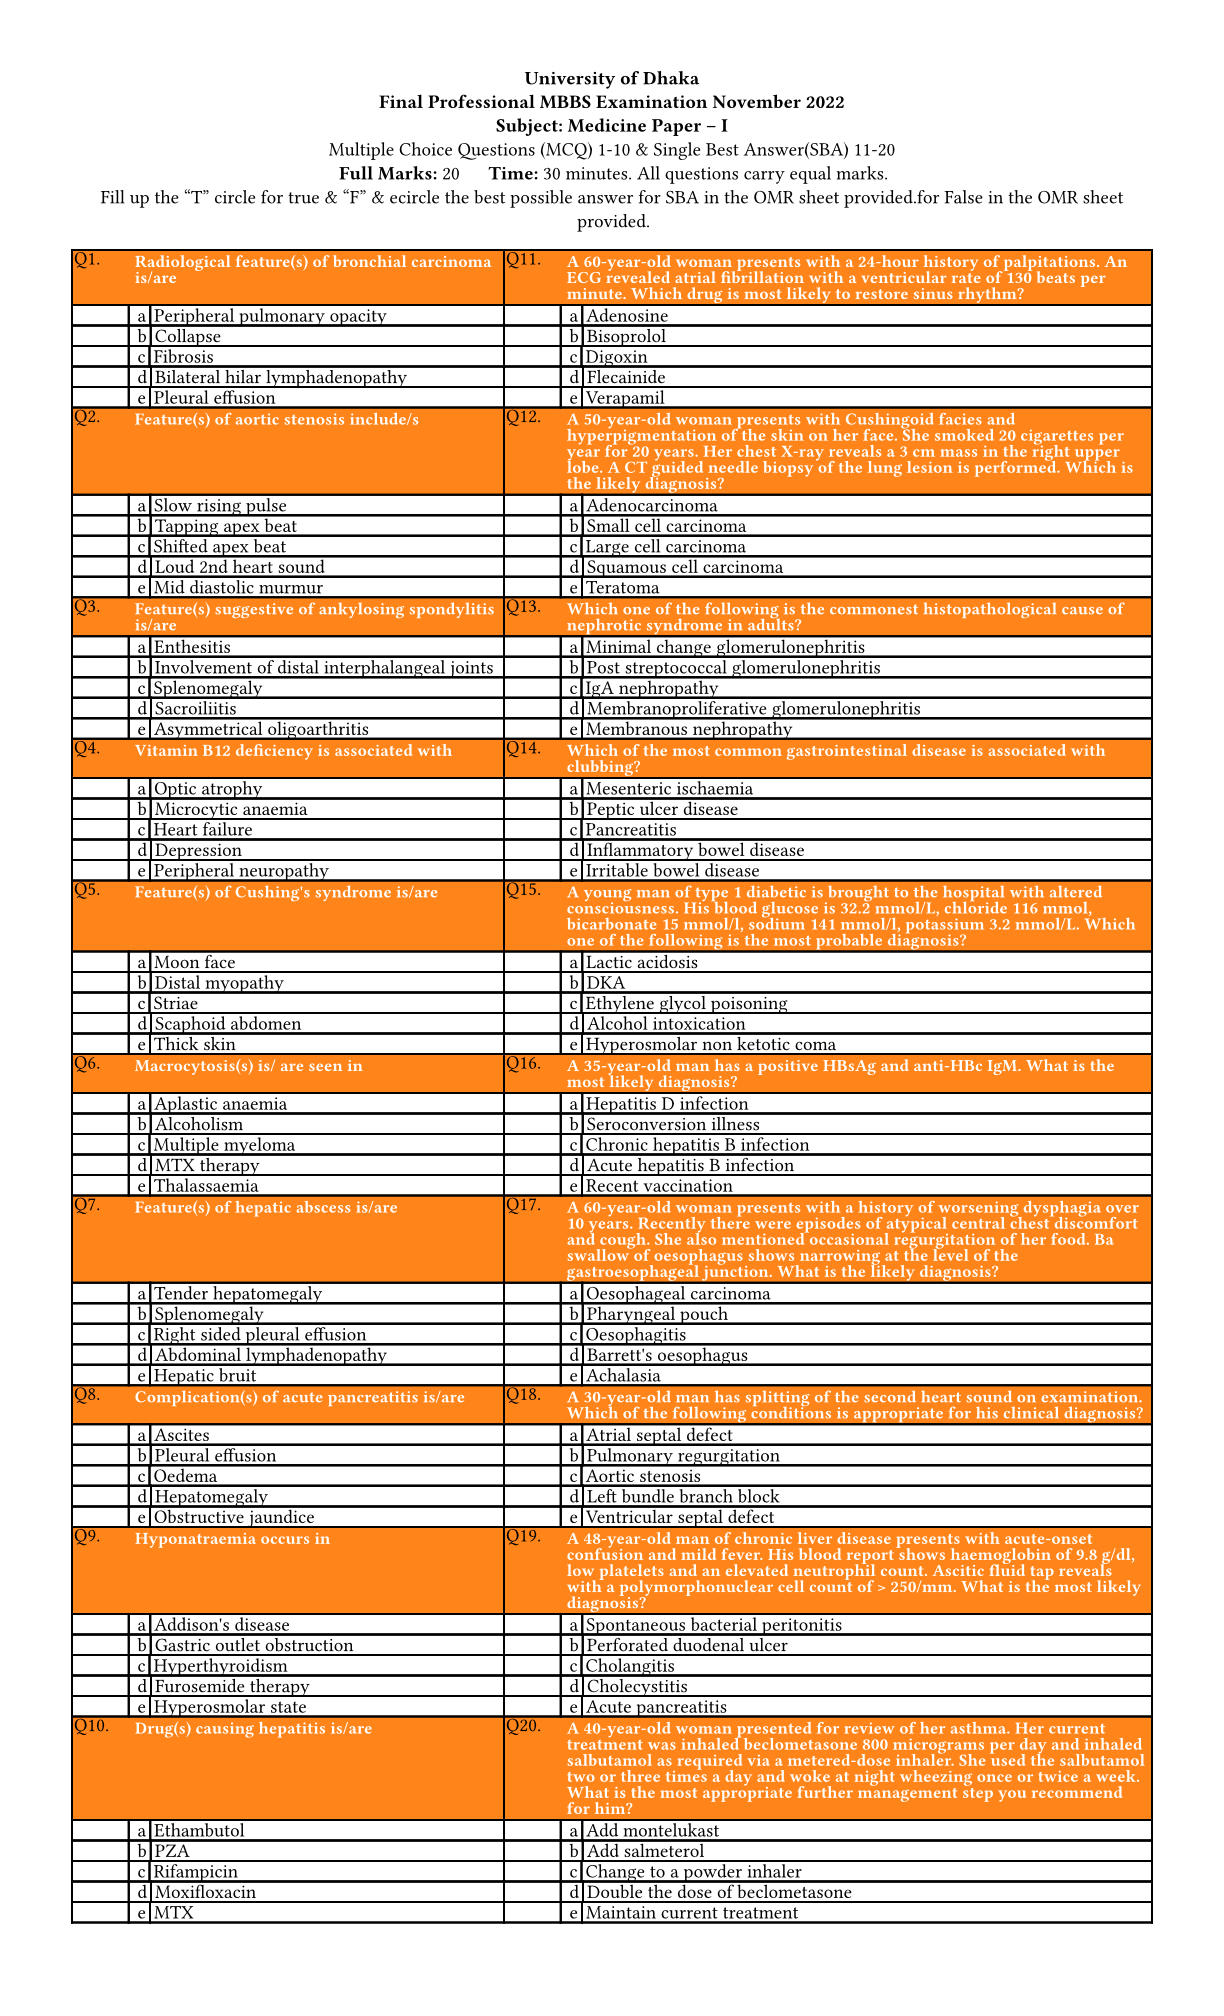 University of Dhaka
Final Professional MBBS Examination November 2022
Subject: Medicine Paper – I
Multiple Choice Questions (MCQ) 1-10 & Single Best Answer(SBA) 11-20
Full Marks: 20 Time: 30 minutes. All questions carry equal marks.
Fill up the “T” circle for true & “F” & ecircle the best possible answer for SBA in the OMR sheet provided.for False in the OMR sheet
provided.
Q1. Radiological feature(s) of bronchial carcinoma
is/are
a Peripheral pulmonary opacity
b Collapse
c Fibrosis
d Bilateral hilar lymphadenopathy
e Pleural effusion
Q2. Feature(s) of aortic stenosis include/s
a Slow rising pulse
b Tapping apex beat
c Shifted apex beat
d Loud 2nd heart sound
e Mid diastolic murmur
Q3. Feature(s) suggestive of ankylosing spondylitis
is/are
a Enthesitis
b Involvement of distal interphalangeal joints
c Splenomegaly
d Sacroiliitis
e Asymmetrical oligoarthritis
Q4. Vitamin B12 deficiency is associated with
a Optic atrophy
b Microcytic anaemia
c Heart failure
d Depression
e Peripheral neuropathy
Q5. Feature(s) of Cushing's syndrome is/are
a Moon face
b Distal myopathy
c Striae
d Scaphoid abdomen
e Thick skin
Q6. Macrocytosis(s) is/ are seen in
a Aplastic anaemia
b Alcoholism
c Multiple myeloma
d MTX therapy
e Thalassaemia
Q7. Feature(s) of hepatic abscess is/are
a Tender hepatomegaly
b Splenomegaly
c Right sided pleural effusion
d Abdominal lymphadenopathy
e Hepatic bruit
Q8. Complication(s) of acute pancreatitis is/are
a Ascites
b Pleural effusion
c Oedema
d Hepatomegaly
e Obstructive jaundice
Q9. Hyponatraemia occurs in
a Addison's disease
b Gastric outlet obstruction
c Hyperthyroidism
d Furosemide therapy
e Hyperosmolar state
Q10. Drug(s) causing hepatitis is/are
a Ethambutol
b PZA
c Rifampicin
d Moxifloxacin
e MTX
Q11. A 60-year-old woman presents with a 24-hour history of palpitations. An
ECG revealed atrial fibrillation with a ventricular rate of 130 beats per
minute. Which drug is most likely to restore sinus rhythm?
a Adenosine
b Bisoprolol
c Digoxin
d Flecainide
e Verapamil
Q12. A 50-year-old woman presents with Cushingoid facies and
hyperpigmentation of the skin on her face. She smoked 20 cigarettes per
year for 20 years. Her chest X-ray reveals a 3 cm mass in the right upper
lobe. A CT guided needle biopsy of the lung lesion is performed. Which is
the likely diagnosis?
a Adenocarcinoma
b Small cell carcinoma
c Large cell carcinoma
d Squamous cell carcinoma
e Teratoma
Q13. Which one of the following is the commonest histopathological cause of
nephrotic syndrome in adults?
a Minimal change glomerulonephritis
b Post streptococcal glomerulonephritis
c IgA nephropathy
d Membranoproliferative glomerulonephritis
e Membranous nephropathy
Q14. Which of the most common gastrointestinal disease is associated with
clubbing?
a Mesenteric ischaemia
b Peptic ulcer disease
c Pancreatitis
d Inflammatory bowel disease
e Irritable bowel disease
Q15. A young man of type 1 diabetic is brought to the hospital with altered
consciousness. His blood glucose is 32.2 mmol/L, chloride 116 mmol,
bicarbonate 15 mmol/l, sodium 141 mmol/l, potassium 3.2 mmol/L. Which
one of the following is the most probable diagnosis?
a Lactic acidosis
b DKA
c Ethylene glycol poisoning
d Alcohol intoxication
e Hyperosmolar non ketotic coma
Q16. A 35-year-old man has a positive HBsAg and anti-HBc IgM. What is the
most likely diagnosis?
a Hepatitis D infection
b Seroconversion illness
c Chronic hepatitis B infection
d Acute hepatitis B infection
e Recent vaccination
Q17. A 60-year-old woman presents with a history of worsening dysphagia over
10 years. Recently there were episodes of atypical central chest discomfort
and cough. She also mentioned occasional regurgitation of her food. Ba
swallow of oesophagus shows narrowing at the level of the
gastroesophageal junction. What is the likely diagnosis?
a Oesophageal carcinoma
b Pharyngeal pouch
c Oesophagitis
d Barrett's oesophagus
e Achalasia
Q18. A 30-year-old man has splitting of the second heart sound on examination.
Which of the following conditions is appropriate for his clinical diagnosis?
a Atrial septal defect
b Pulmonary regurgitation
c Aortic stenosis
d Left bundle branch block
e Ventricular septal defect
Q19. A 48-year-old man of chronic liver disease presents with acute-onset
confusion and mild fever. His blood report shows haemoglobin of 9.8 g/dl,
low platelets and an elevated neutrophil count. Ascitic fluid tap reveals
with a polymorphonuclear cell count of > 250/mm. What is the most likely
diagnosis?
a Spontaneous bacterial peritonitis
b Perforated duodenal ulcer
c Cholangitis
d Cholecystitis
e Acute pancreatitis
Q20. A 40-year-old woman presented for review of her asthma. Her current
treatment was inhaled beclometasone 800 micrograms per day and inhaled
salbutamol as required via a metered-dose inhaler. She used the salbutamol
two or three times a day and woke at night wheezing once or twice a week.
What is the most appropriate further management step you recommend
for him?
a Add montelukast
b Add salmeterol
c Change to a powder inhaler
d Double the dose of beclometasone
e Maintain current treatment